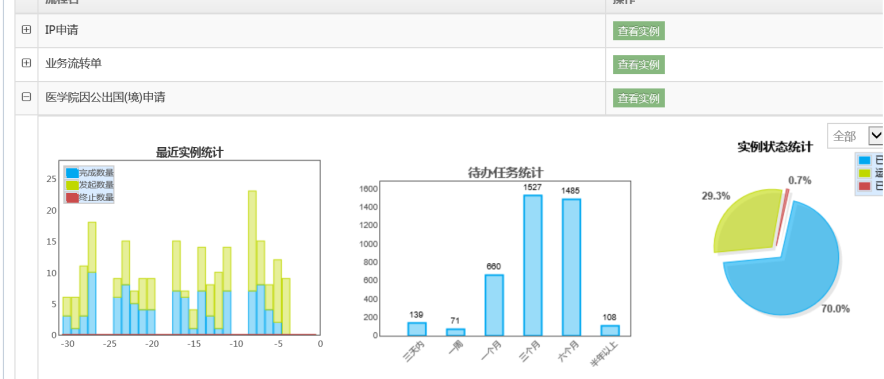 流程名
操作
IP申请
查看实例
业务流转单
查看实例
医学院因公出国(境)申请
查看实例
最近实例统计
完成数量
发起数量
终止数量
25
20
15
10
5
0
-30
-25
-20
-15
-10
-5
0
待办任务统计
1600
1400
1200
1000
800
600
400
200
0
139
71
660
1527
1485
108
三天内
一周
一个月
三个月
六个月
半年以上
全部
实例状态统计
已
已
0.7%
29.3%
70.0%